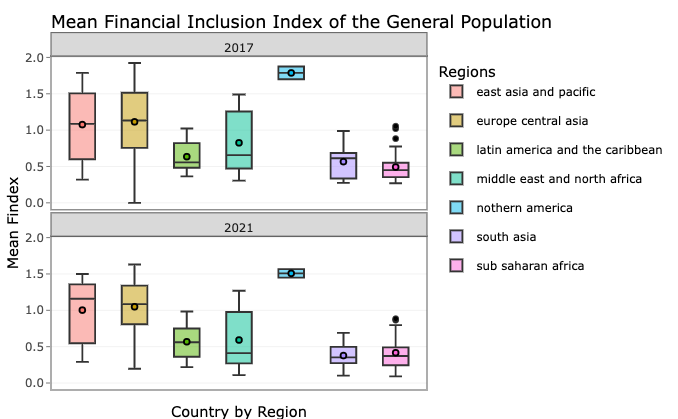 Mean Financial Inclusion Index of the General Population
2017
2.0
1.5
1.0
0.5
0.0
2021
2.0
1.5
1.0
0.5
0.0
Mean Findex
Country by Region
Regions
east asia and pacific
europe central asia
latin america and the caribbean
middle east and north africa
nothern america
south asia
sub saharan africa